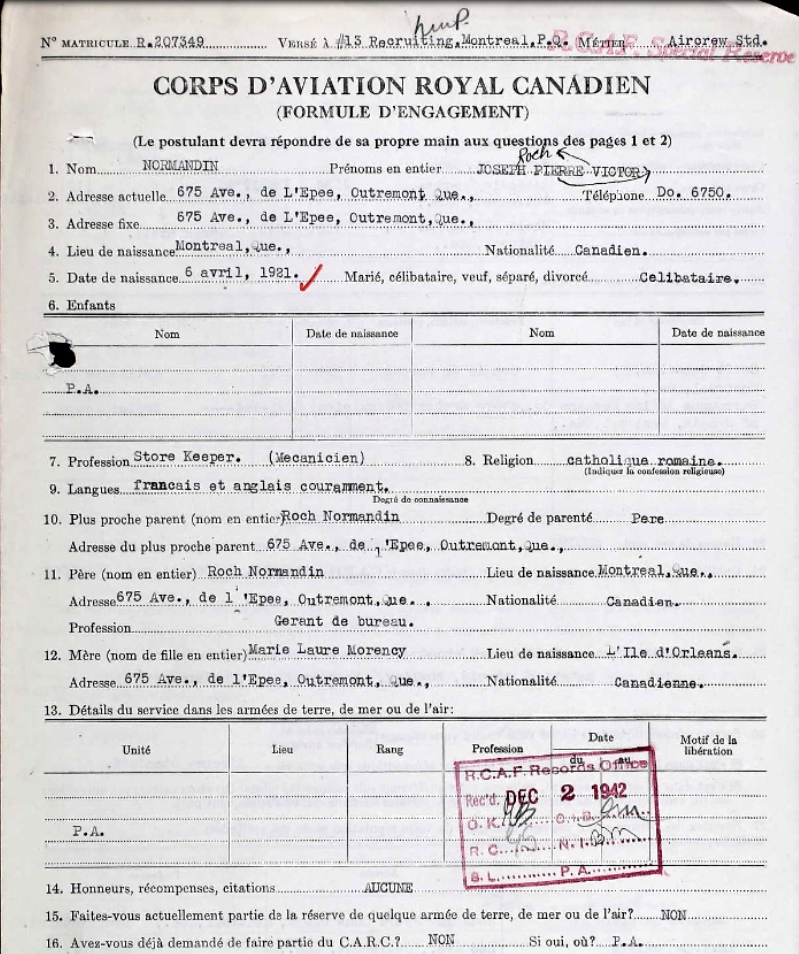 N° MATRICULE R.207349 VERSÉ À #13 Recruiting, Montreal, P.Q. MÉTIER Aircrew Std.
R.C.A.F. Special Reserve
CORPS D'AVIATION ROYAL CANADIEN
(FORMULE D'ENGAGEMENT)
(Le postulant devra répondre de sa propre main aux questions des pages 1 et 2)
Roch
1. Nom NORMANDIN Prénoms en entier JOSEPH PIERRE VICTOR
2. Adresse actuelle 675 Ave., de L'Epee, Outremont Que., Téléphone Do. 6750.
3. Adresse fixe 675 Ave., de L'Epee, Outremont, Que.,
4. Lieu de naissance Montreal, Que., Nationalité Canadien.
5. Date de naissance 6 avril, 1921. Marié, célibataire, veuf, séparé, divorcé Celibataire.
6. Enfants
Nom Date de naissance Nom Date de naissance
P.A.
7. Profession Store Keeper. (Mecanicien) 8. Religion catholique romaine.
(Indiquez la confession religieuse)
9. Langues francais et anglais couramment.
Degré de connaissance
10. Plus proche parent (nom en entier) Roch Normandin Degré de parenté Pere
Adresse du plus proche parent 675 Ave., de l'Epee, Outremont, Que.,
11. Père (nom en entier) Roch Normandin Lieu de naissance Montreal, Que.,
Adresse 675 Ave., de l'Epee, Outremont, Que. , Nationalité Canadien.
Profession Gerant de bureau.
12. Mère (nom de fille en entier) Marie Laure Morency Lieu de naissance L'Ile d'Orleans.
Adresse 675 Ave., de l'Epee, Outremont, Que., Nationalité Canadienne.
13. Détails du service dans les armées de terre, de mer ou de l'air:
Unité Lieu Rang Profession Date Motif de la libération
du au
R.C.A.F. Records Office
Rec'd. DEC 2 1942
O.K. C.I.B.
P.A.
R.C. N.I.
B.L. P.A.
14. Honneurs, récompenses, citations AUCUNE
15. Faites-vous actuellement partie de la réserve de quelque armée de terre, de mer ou de l'air? NON
16. Avez-vous déjà demandé de faire partie du C.A.R.C.? NON Si oui, où? P.A.